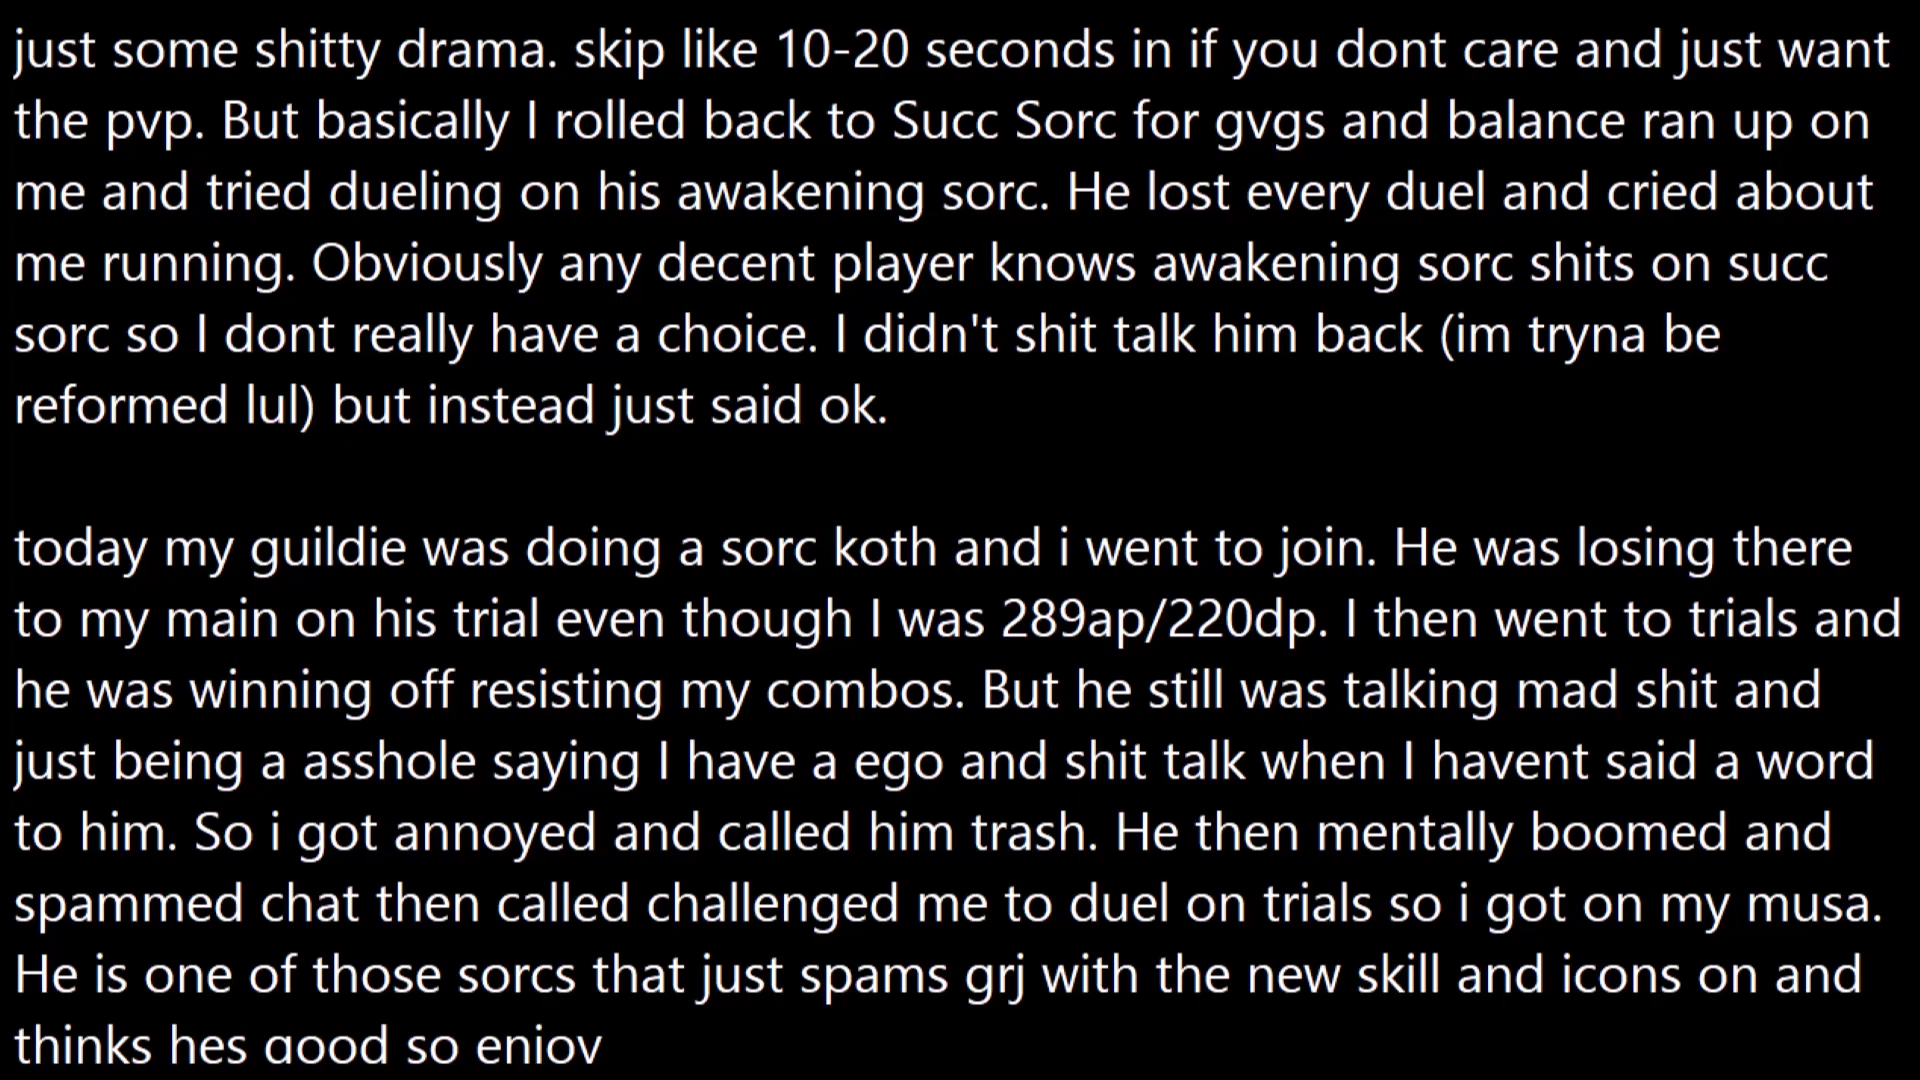 just some shitty drama. skip like 10-20 seconds in if you dont care and just want
the pvp. But basically I rolled back to Succ Sorc for gvgs and balance ran up on
me and tried dueling on his awakening sorc. He lost every duel and cried about
me running. Obviously any decent player knows awakening sorc shits on succ
sorc so I dont really have a choice. I didn't shit talk him back (im tryna be
reformed lul) but instead just said ok.
today my guildie was doing a sorc koth and i went to join. He was losing there
to my main on his trial even though I was 289ap/220dp. I then went to trials and
he was winning off resisting my combos. But he still was talking mad shit and
just being a asshole saying I have a ego and shit talk when I havent said a word
to him. So i got annoyed and called him trash. He then mentally boomed and
spammed chat then called challenged me to duel on trials so i got on my musa.
He is one of those sorcs that just spams grj with the new skill and icons on and
thinks hes good so enjoy